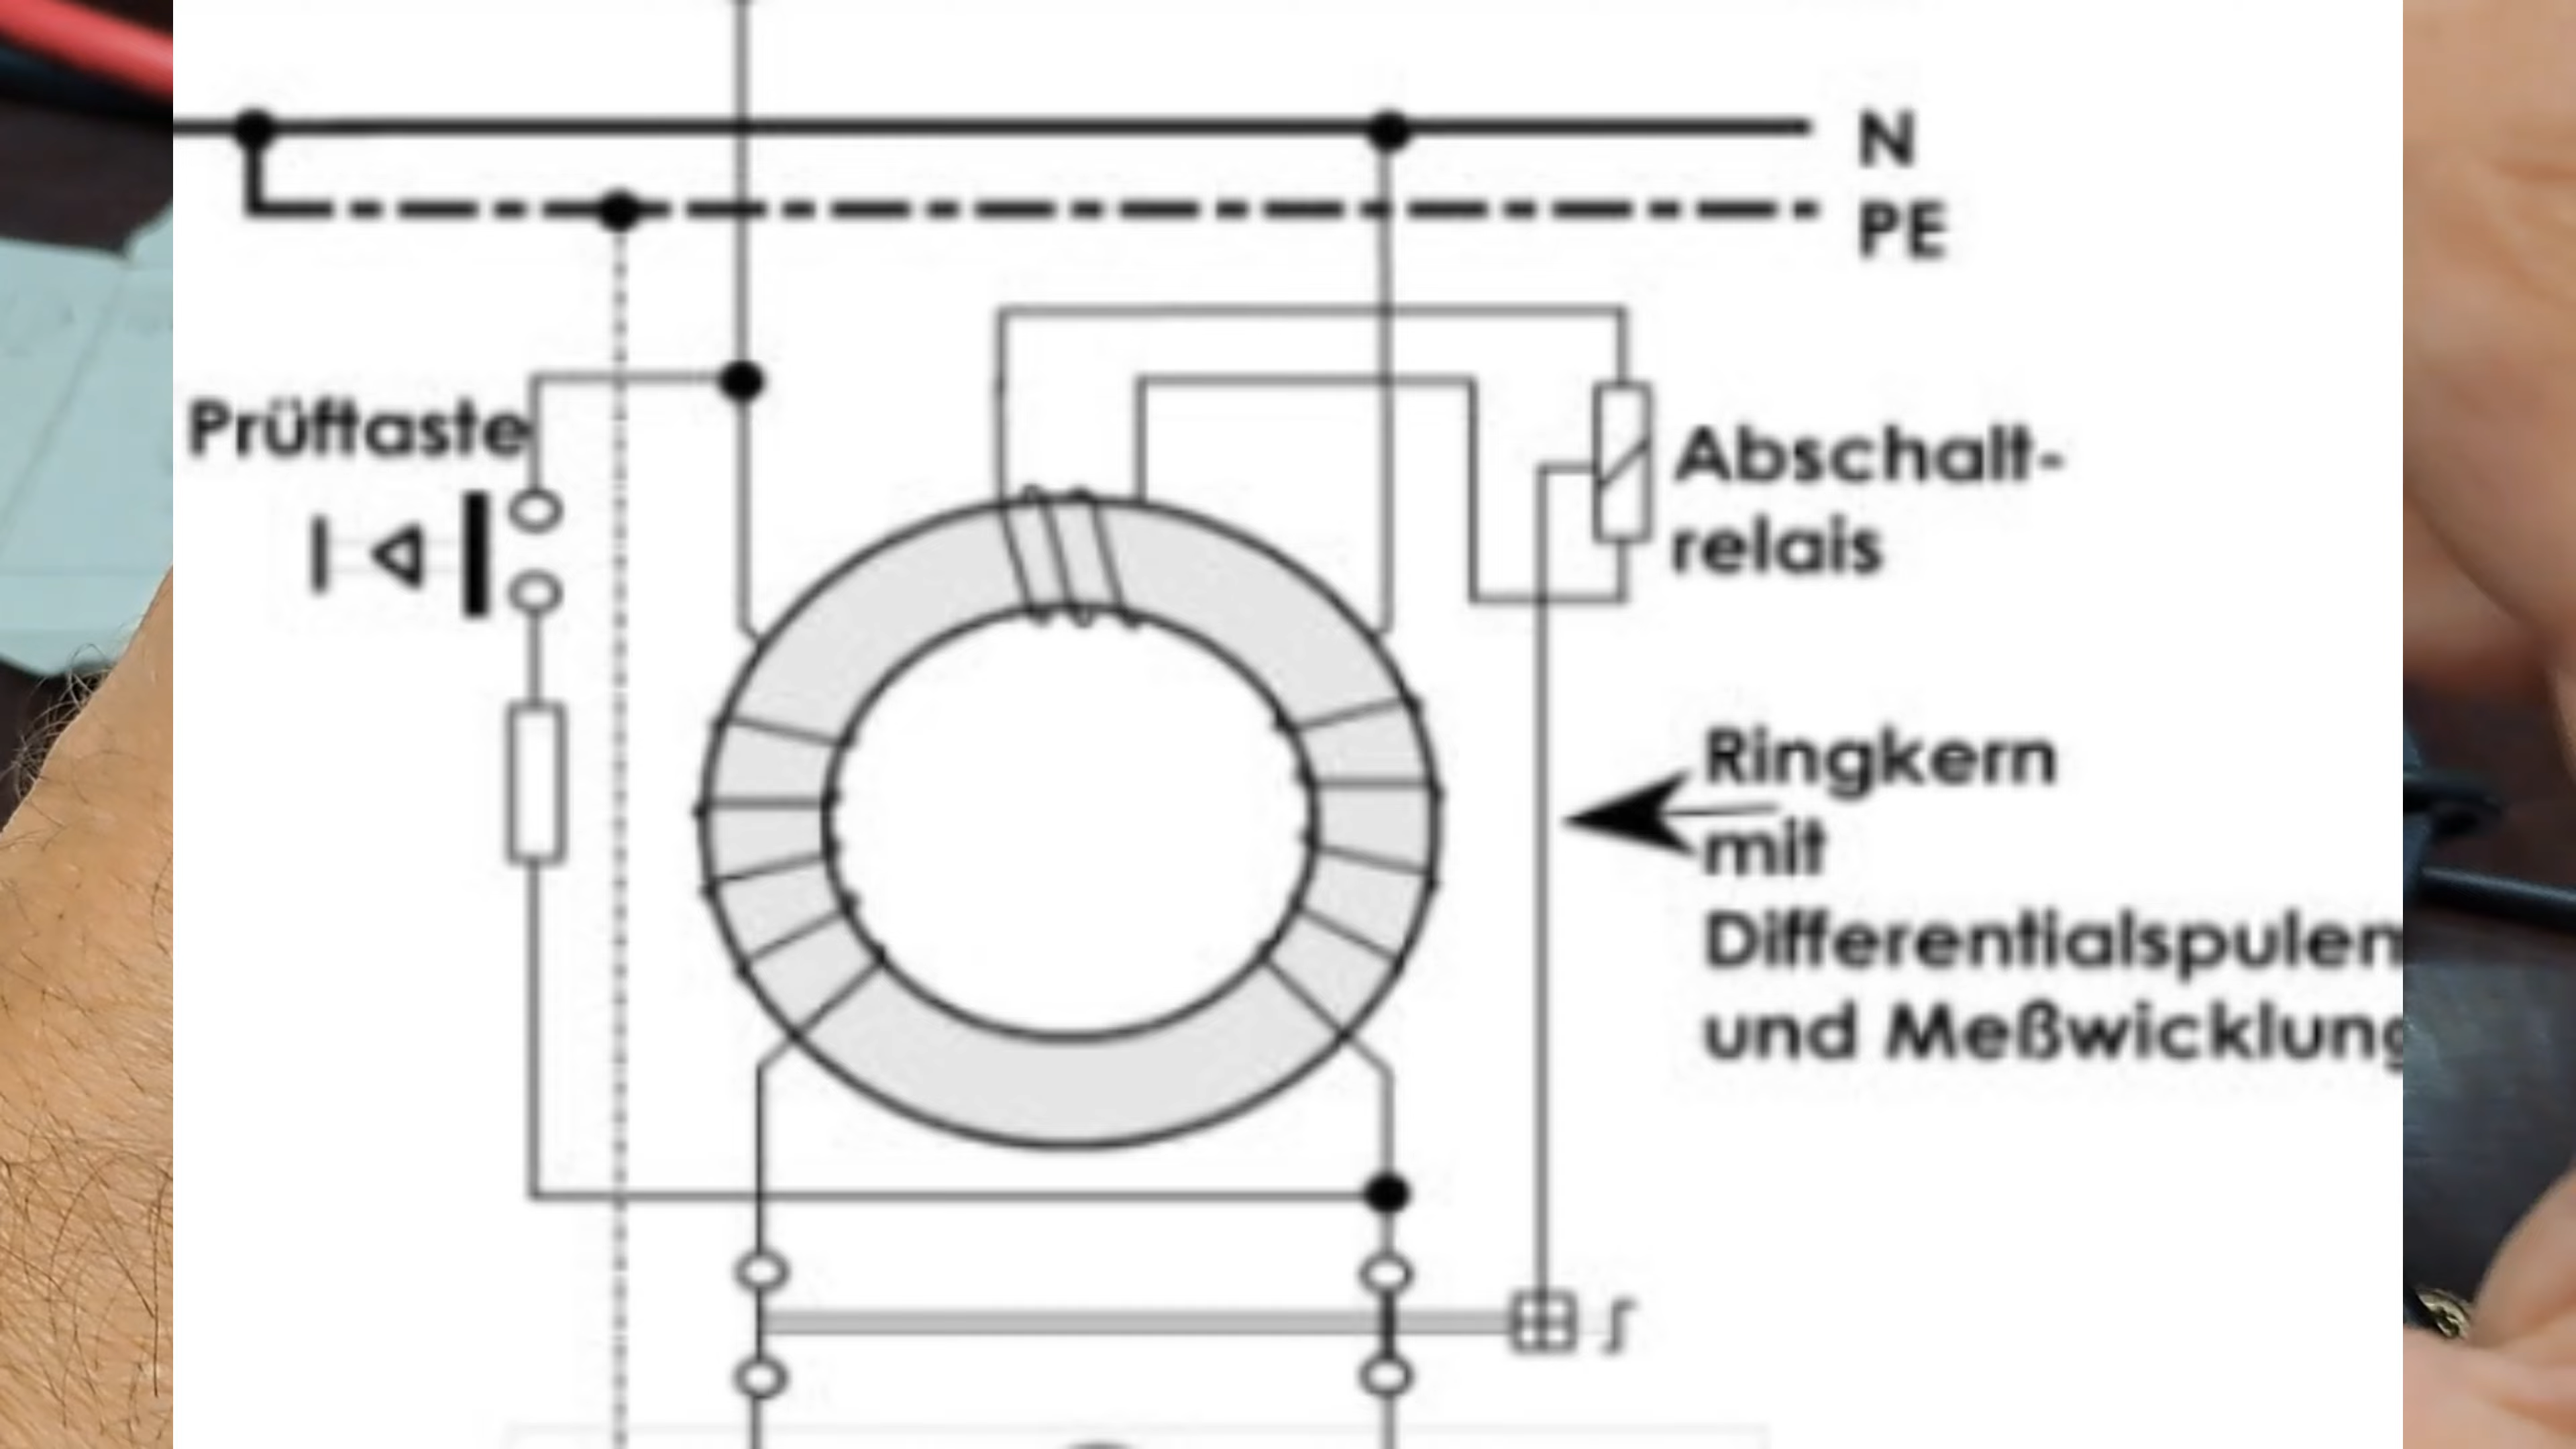 N
PE
Prüftaste
Abschalt-
relais
Ringkern
mit
Differentialspulen
und Meßwicklung